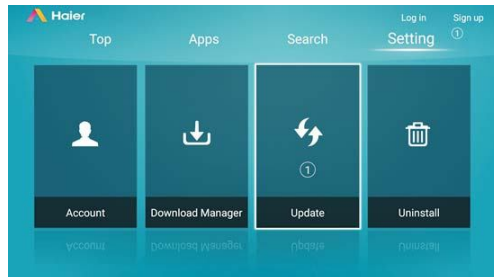 Haier
Log in Sign up
Top Apps Search Setting ①
①
Account Download Manager Update Uninstall